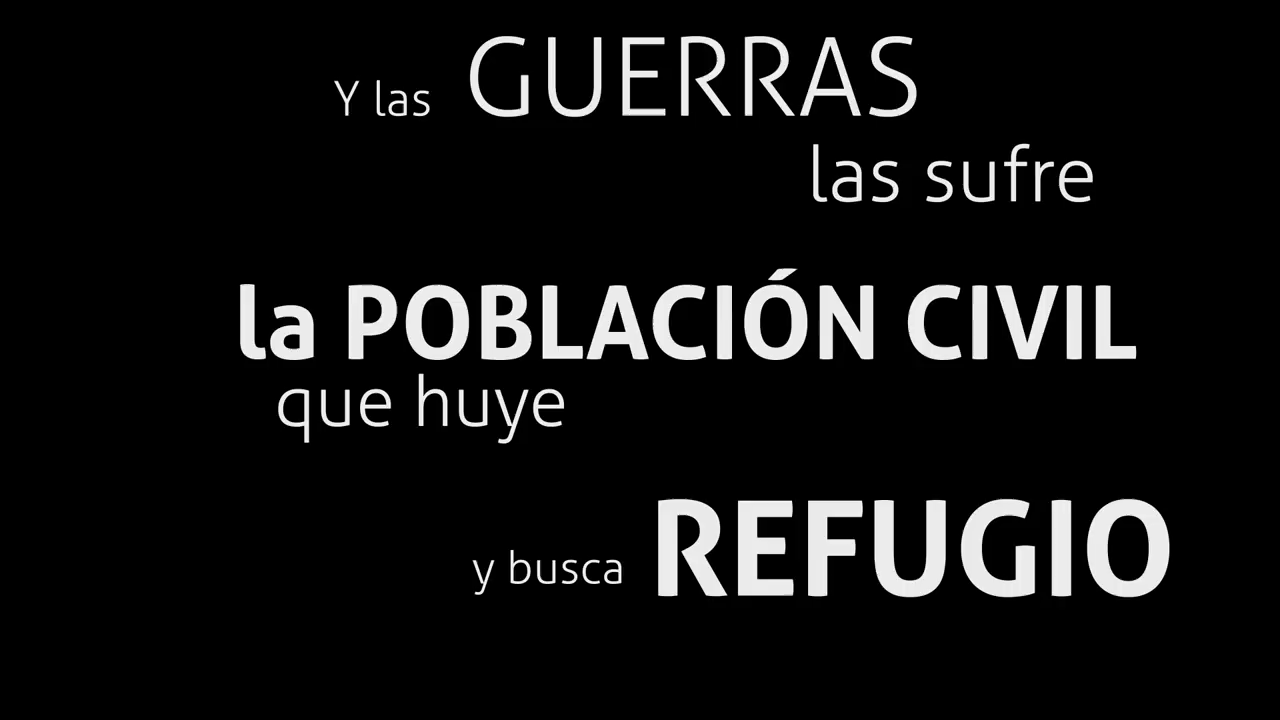 Y las GUERRAS
las sufre
la POBLACIÓN CIVIL
que huye
y busca REFUGIO